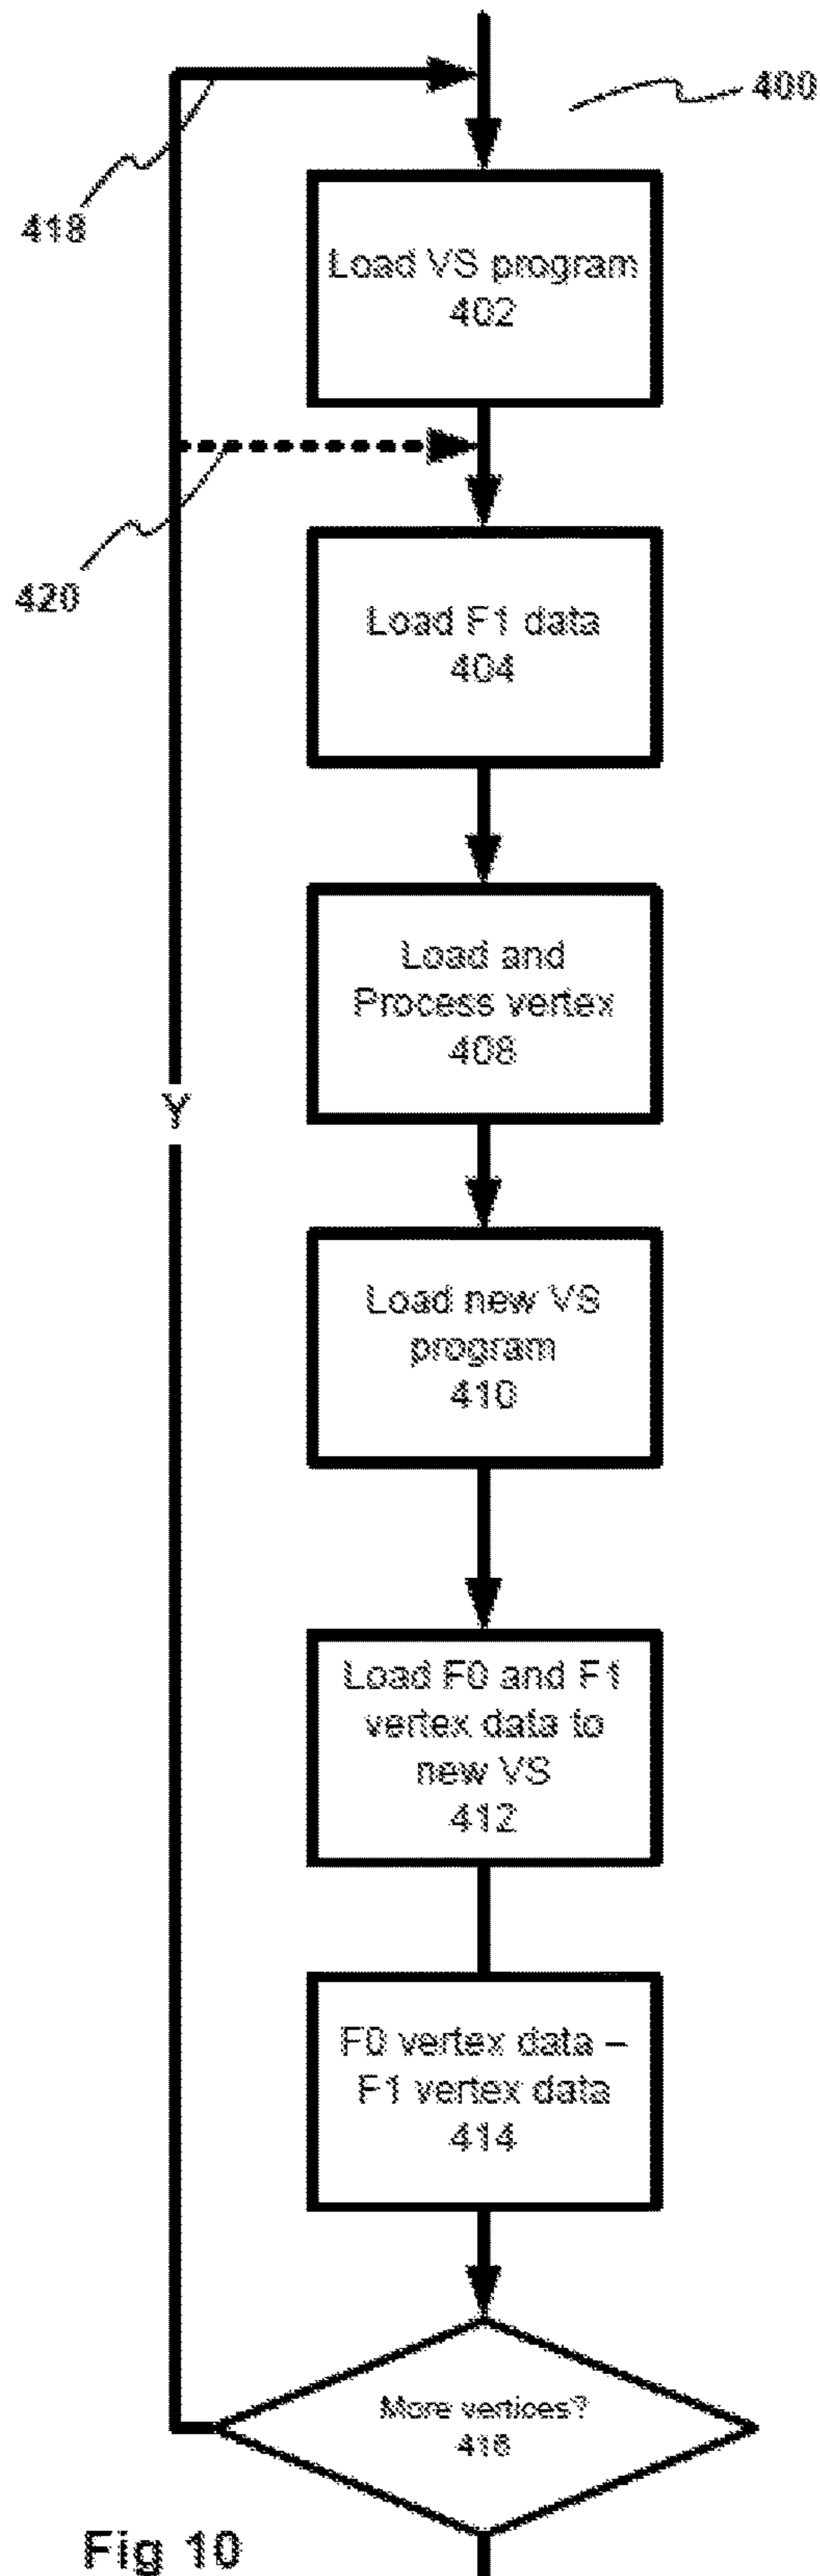 400
418
Load VS program
402
420
Load F1 data
404
Load and
Process vertex
408
Y
Load new VS
program
410
Load F0 and F1
vertex data to
new VS
412
F0 vertex data –
F1 vertex data
414
More vertices?
416
Fig 10